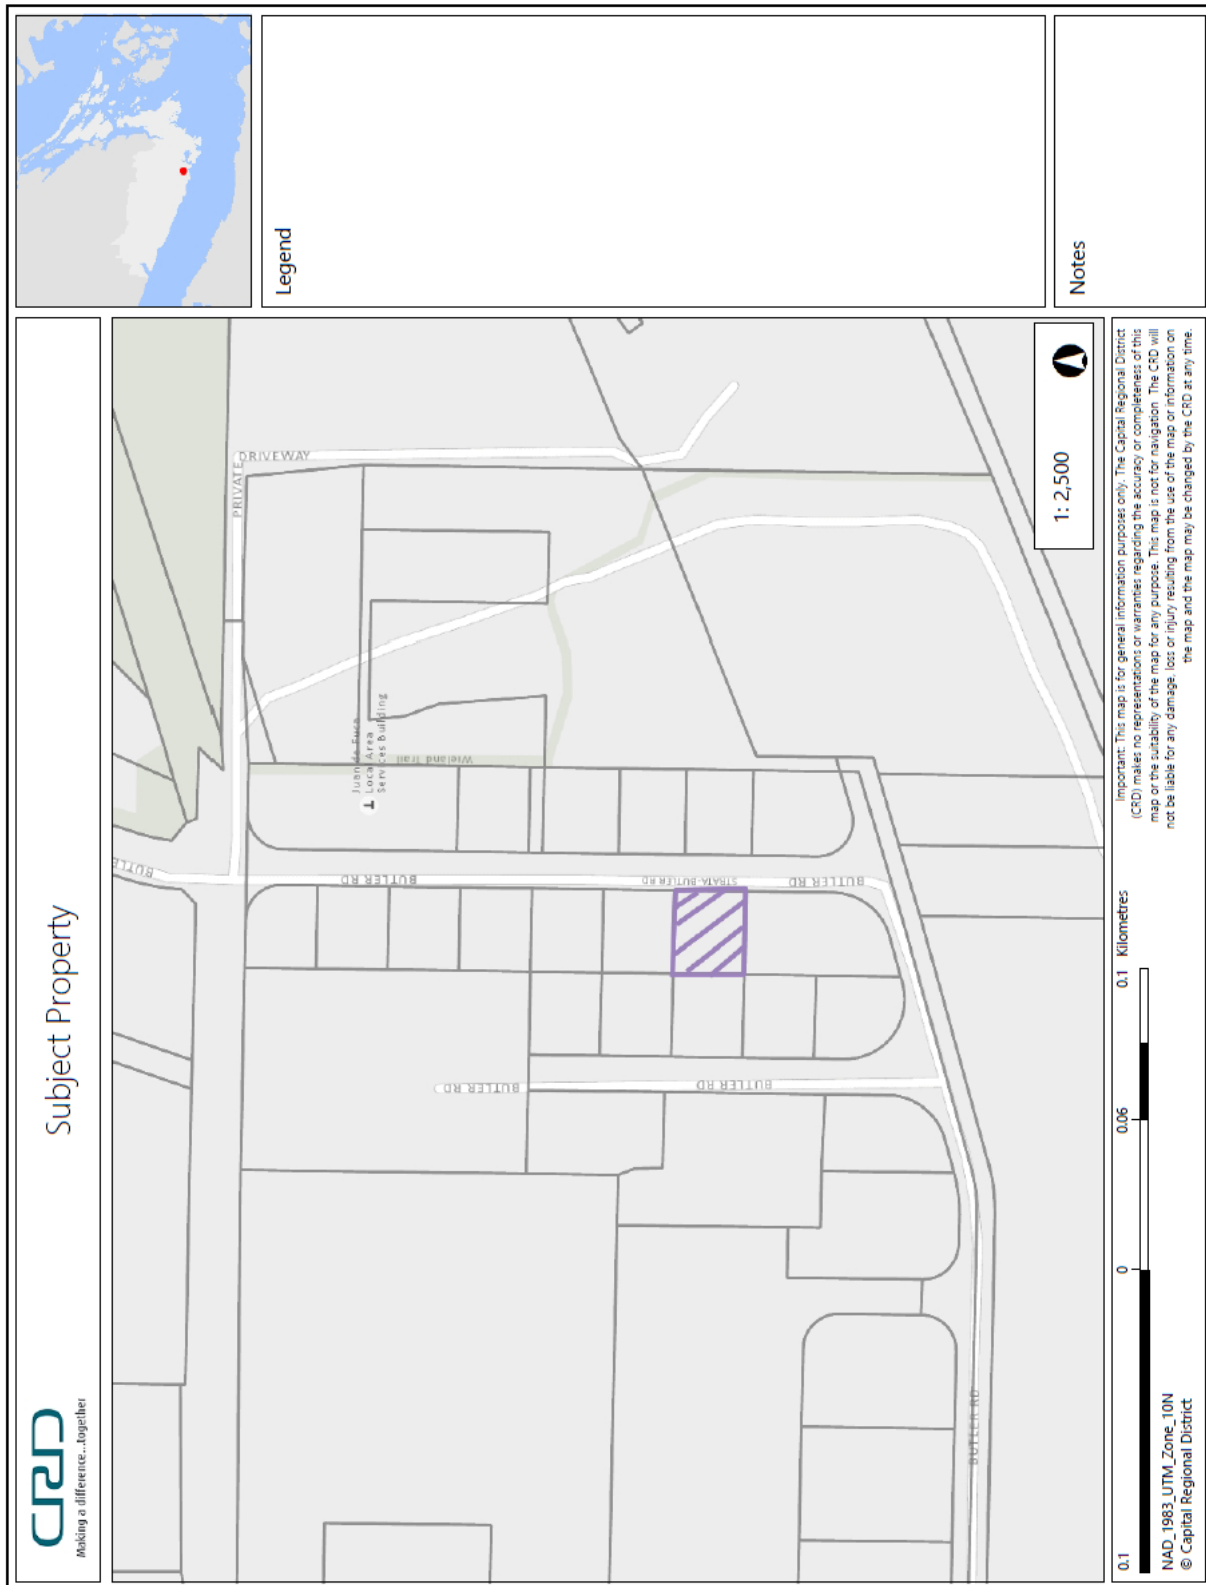 CRD
Making a difference...together
Subject Property
BUTLER RD
PRIVATE
DRIVEWAY
Juan de Fuca
Local Area
Services Building
Wieland Trail
BUTLER RD
STRATA-BUTLER RD
BUTLER RD
BUTLER RD
BUTLER RD
BUTLER RD
BUTLER RD
1: 2,500
Legend
Notes
0.1
0
0.06
0.1
Kilometres
NAD_1983_UTM_Zone_10N
© Capital Regional District
Important: This map is for general information purposes only. The Capital Regional District
(CRD) makes no representations or warranties regarding the accuracy or completeness of this
map or the suitability of the map for any purpose. This map is not for navigation. The CRD will
not be liable for any damage, loss or injury resulting from the use of the map or information on
the map and the map may be changed by the CRD at any time.